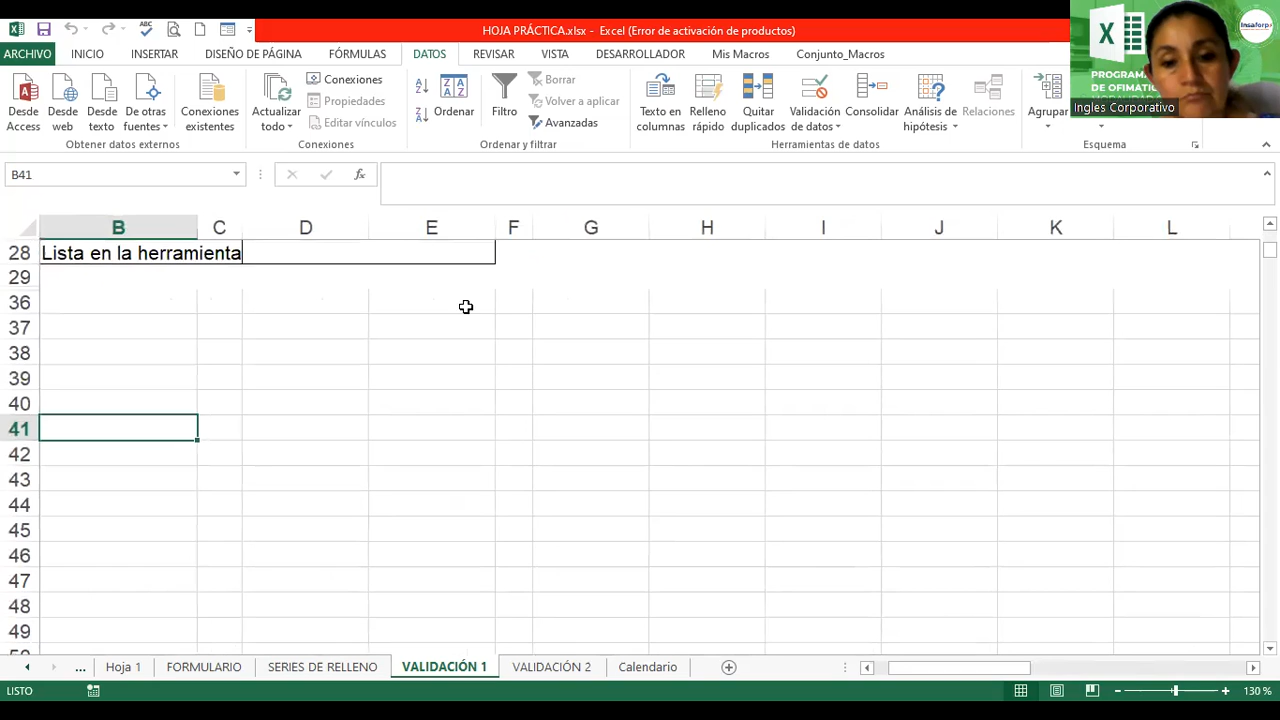 HOJA PRÁCTICA.xlsx - Excel (Error de activación de productos)
ARCHIVO INICIO INSERTAR DISEÑO DE PÁGINA FÓRMULAS DATOS REVISAR VISTA DESARROLLADOR Mis Macros Conjunto_Macros
Desde Access
Desde web
Desde texto
De otras fuentes
Conexiones existentes
Obtener datos externos
Actualizar todo
Conexiones
Propiedades
Editar vínculos
Conexiones
Ordenar
Filtro
Borrar
Volver a aplicar
Avanzadas
Ordenar y filtrar
Texto en columnas
Relleno rápido
Quitar duplicados
Validación de datos
Consolidar
Análisis de hipótesis
Relaciones
Herramientas de datos
Agrupar
Esquema
PROGRAMA
DE OFIMÁTIC
Insaforp
Ingles Corporativo
B41
fx
B C D E F G H I J K L
28 Lista en la herramienta
29
36
37
38
39
40
41
42
43
44
45
46
47
48
49
... Hoja 1 FORMULARIO SERIES DE RELLENO VALIDACIÓN 1 VALIDACIÓN 2 Calendario
LISTO
130 %